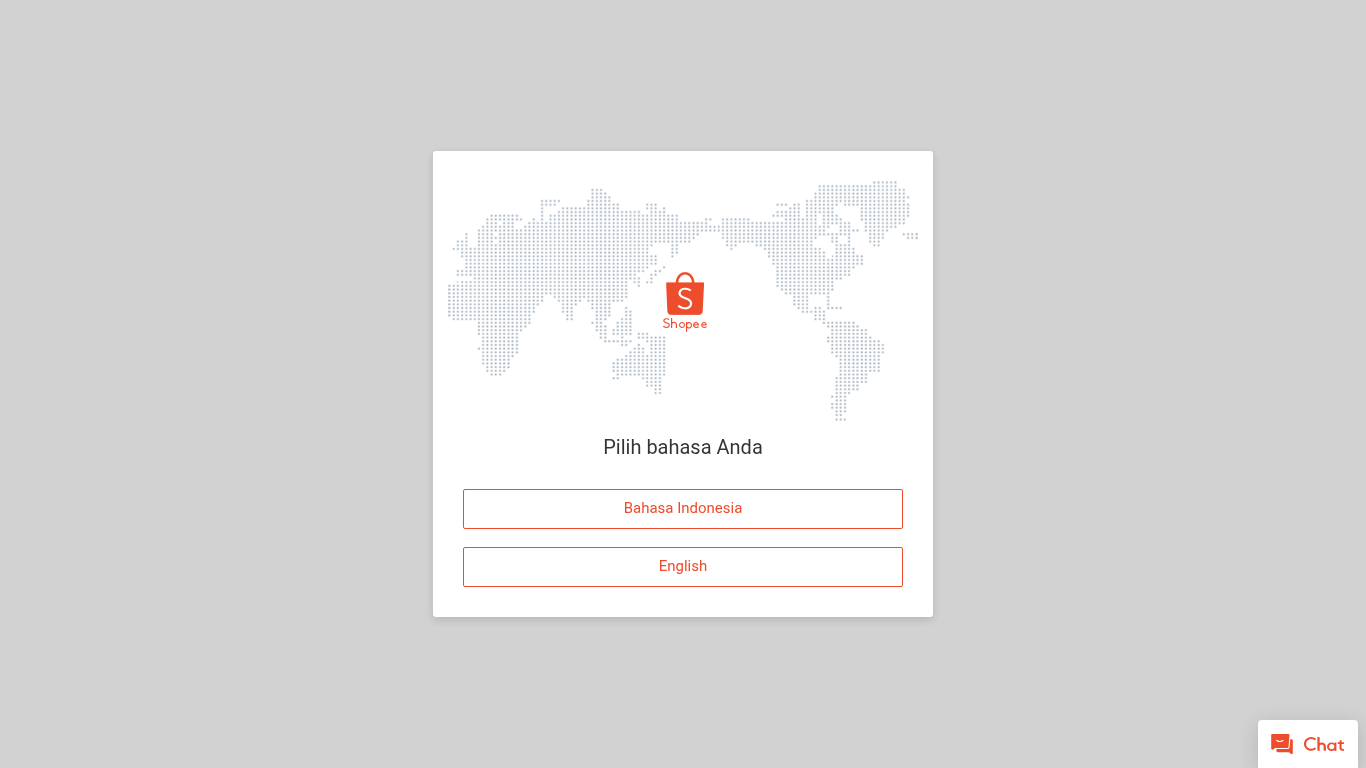 S
Shopee
Pilih bahasa Anda
Bahasa Indonesia
English
Chat